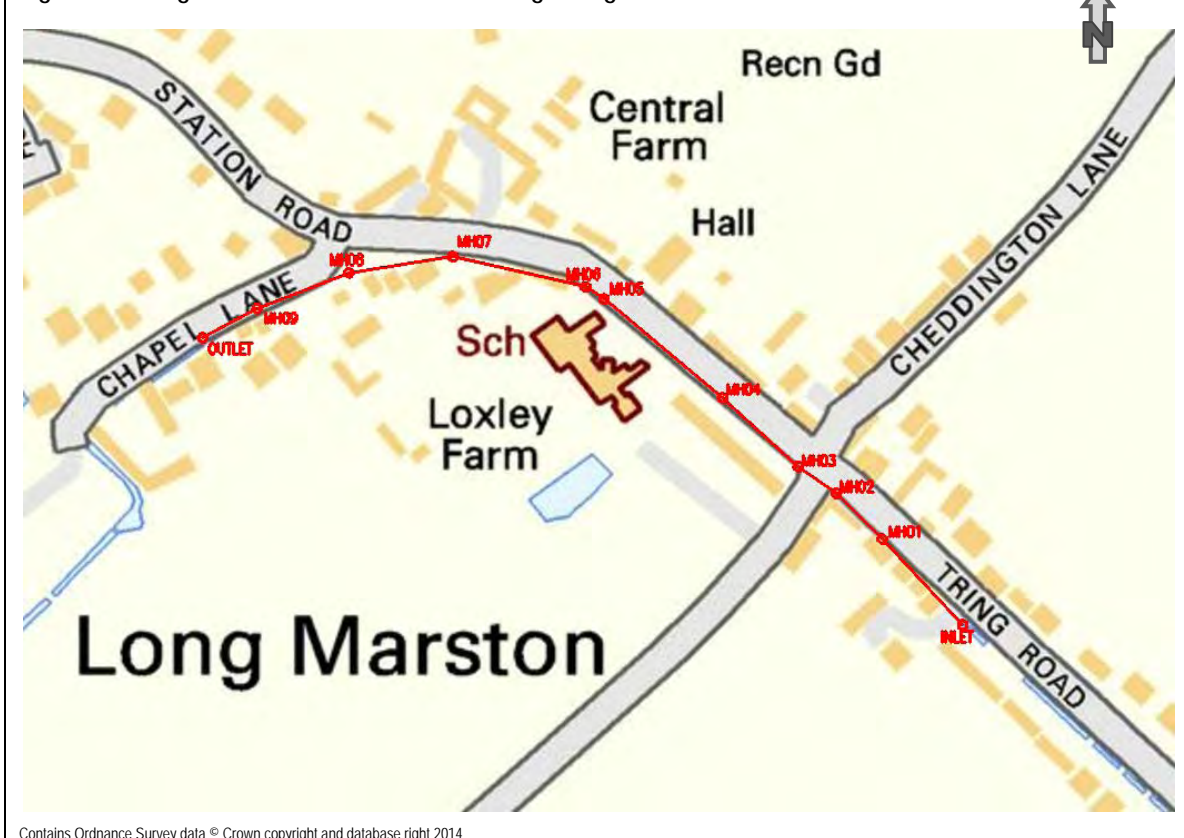 N
Recn Gd
Central
Farm
Hall
STATION ROAD
CHEDDINGTON LANE
MH07
MH08
MH06
MH05
CHAPEL LANE
MH09
OUTLET
Sch
MH04
Loxley
Farm
MH03
MH02
MH01
TRING ROAD
INLET
Long Marston
Contains Ordnance Survey data © Crown copyright and database right 2014